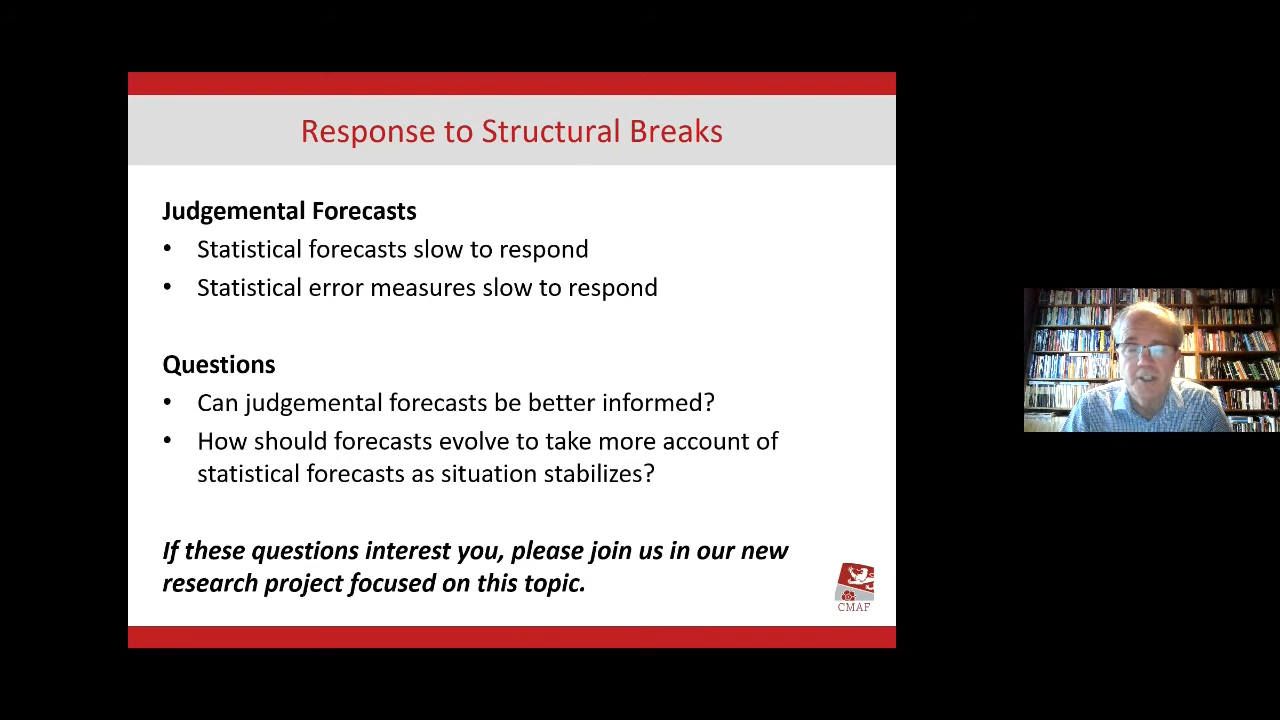 Response to Structural Breaks
Judgemental Forecasts
• Statistical forecasts slow to respond
• Statistical error measures slow to respond
Questions
• Can judgemental forecasts be better informed?
• How should forecasts evolve to take more account of
statistical forecasts as situation stabilizes?
If these questions interest you, please join us in our new
research project focused on this topic.
CMAF